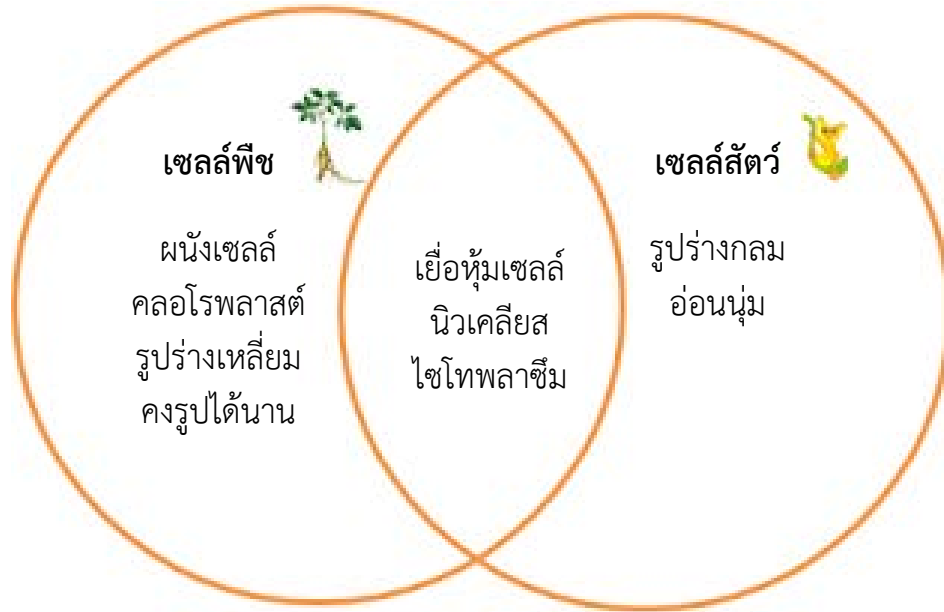 เซลล์พืช
ผนังเซลล์
คลอโรพลาสต์
รูปร่างเหลี่ยม
คงรูปได้นาน
เยื่อหุ้มเซลล์
นิวเคลียส
ไซโทพลาซึม
เซลล์สัตว์
รูปร่างกลม
อ่อนนุ่ม